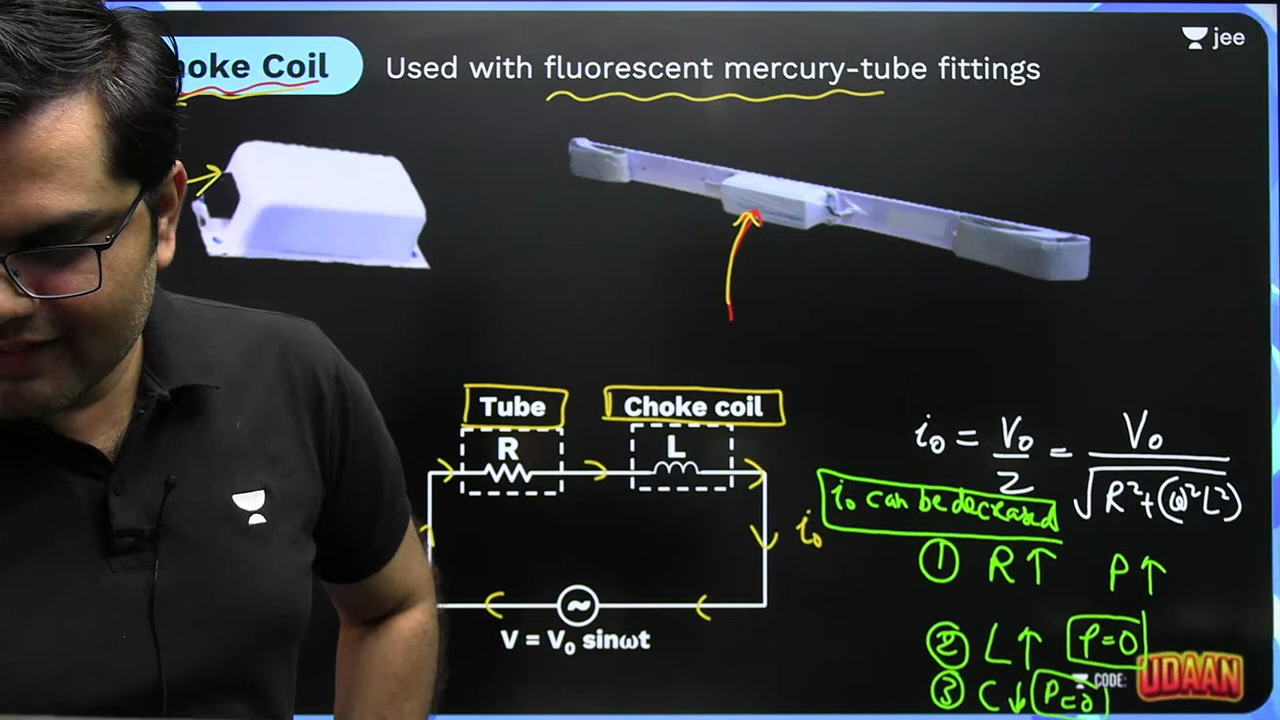 jee
hoke Coil
Used with fluorescent mercury-tube fittings
Tube
Choke coil
R
L
V = V₀ sinωt
i₀
i₀ = V₀/Z = V₀/√(R²+(ω²L²))
i₀ can be decreased
① R↑ P↑
② L↑ P=0
③ C↓ P=0
CODE: UDAAN